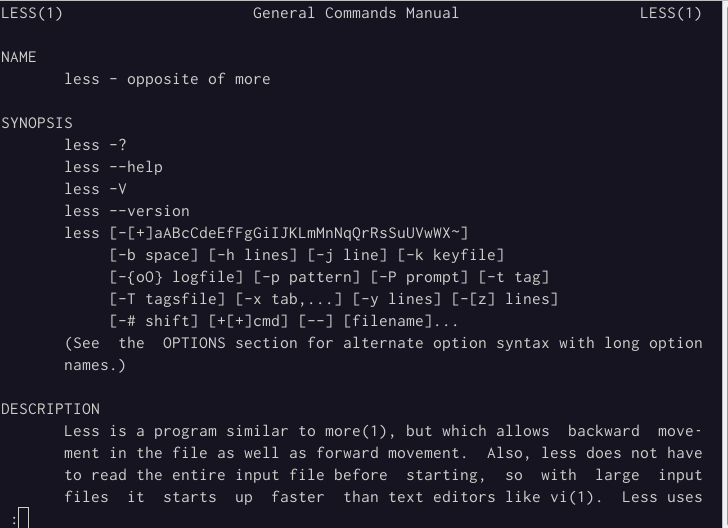 LESS(1) General Commands Manual LESS(1)
NAME
less - opposite of more
SYNOPSIS
less -?
less --help
less -V
less --version
less [-[+]aABcCdeEfFgGiIJKLmMnNqQrRsSuUVwWX~]
[-b space] [-h lines] [-j line] [-k keyfile]
[-{oO} logfile] [-p pattern] [-P prompt] [-t tag]
[-T tagsfile] [-x tab,...] [-y lines] [-[z] lines]
[-# shift] [+[+]cmd] [--] [filename]...
(See the OPTIONS section for alternate option syntax with long option
names.)
DESCRIPTION
Less is a program similar to more(1), but which allows backward move-
ment in the file as well as forward movement. Also, less does not have
to read the entire input file before starting, so with large input
files it starts up faster than text editors like vi(1). Less uses
: